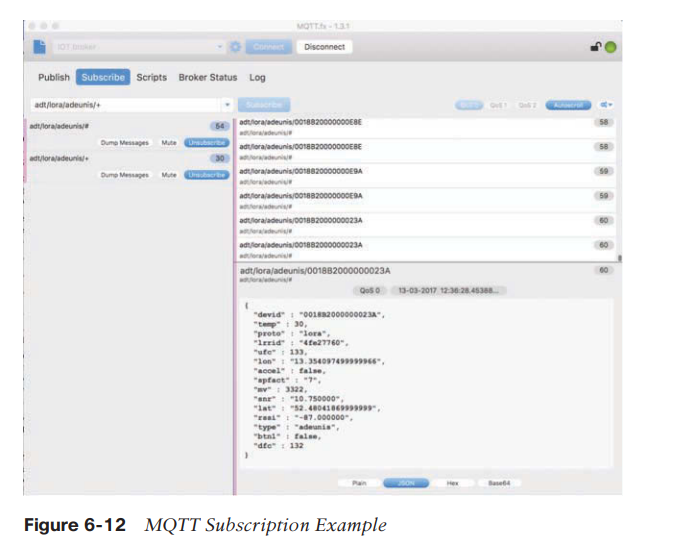 MQTT.fx - 1.3.1
IOT broker
Connect
Disconnect
Publish Subscribe Scripts Broker Status Log
adt/lora/adeunis/+
Subscribe
QoS 0 QoS 1 QoS 2 Autoscroll
adt/lora/adeunis/# 54
Dump Messages Mute Unsubscribe
adt/lora/adeunis/+ 30
Dump Messages Mute Unsubscribe
adt/lora/adeunis/0018B20000000E8E 58
adt/lora/adeunis/#
adt/lora/adeunis/0018B20000000E8E 58
adt/lora/adeunis/#
adt/lora/adeunis/0018B20000000E9A 59
adt/lora/adeunis/#
adt/lora/adeunis/0018B20000000E9A 59
adt/lora/adeunis/#
adt/lora/adeunis/0018B2000000023A 60
adt/lora/adeunis/#
adt/lora/adeunis/0018B2000000023A 60
adt/lora/adeunis/#
adt/lora/adeunis/0018B2000000023A 60
adt/lora/adeunis/#
QoS 0 13-03-2017 12:36:28.45388...
{
"devid" : "0018B2000000023A",
"temp" : 30,
"proto" : "lora",
"lrrid" : "4fe27760",
"ufc" : 133,
"lon" : "13.354097499999966",
"accel" : false,
"spfact" : "7",
"mv" : 3322,
"snr" : "10.750000",
"lat" : "52.48041869999999",
"rssi" : "-87.000000",
"type" : "adeunis",
"btn1" : false,
"dfc" : 132
}
Plain JSON Hex Base64
Figure 6-12 MQTT Subscription Example